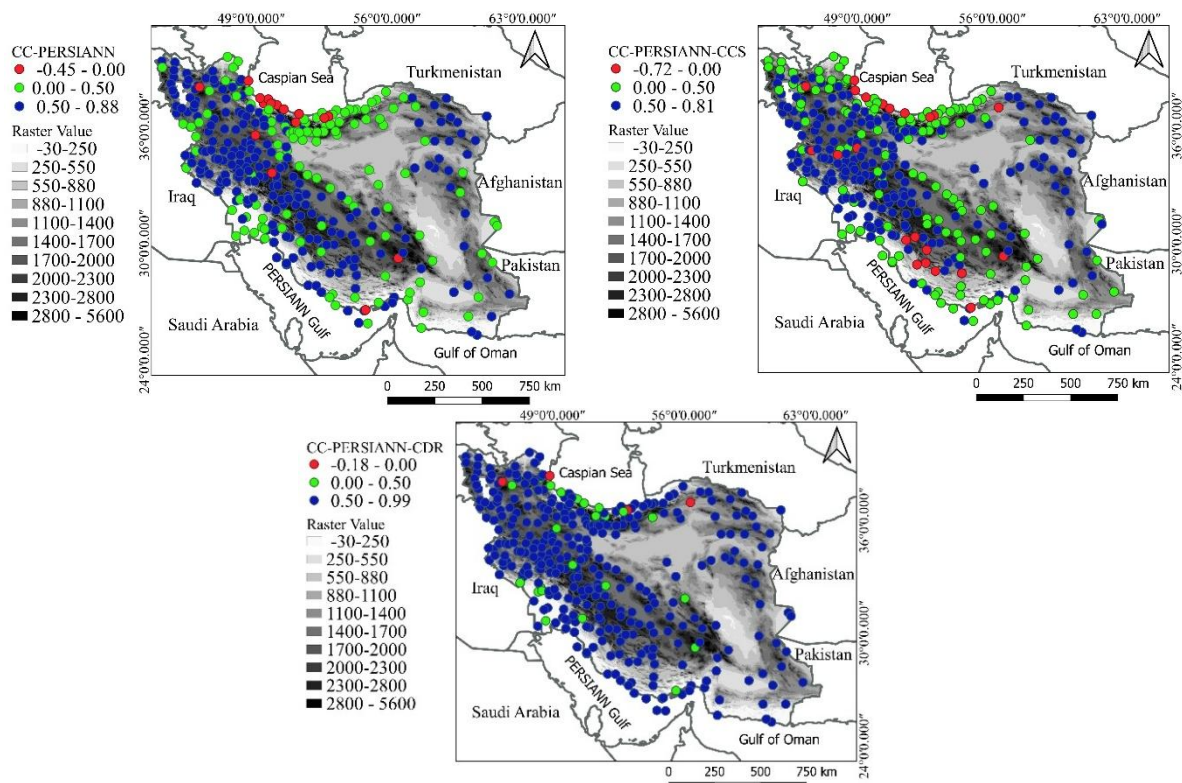 49°0'0.000" 56°0'0.000" 63°0'0.000"
CC-PERSIANN
-0.45 - 0.00
0.00 - 0.50
0.50 - 0.88
Raster Value
-30-250
250-550
550-880
880-1100
1100-1400
1400-1700
1700-2000
2000-2300
2300-2800
2800 - 5600
Caspian Sea
Turkmenistan
Iraq
Afghanistan
Pakistan
PERSIANN Gulf
Saudi Arabia
Gulf of Oman
36°0'0.000"
30°0'0.000"
24°0'0.000"
0 250 500 750 km
49°0'0.000" 56°0'0.000" 63°0'0.000"
CC-PERSIANN-CCS
-0.72 - 0.00
0.00 - 0.50
0.50 - 0.81
Raster Value
-30-250
250-550
550-880
880-1100
1100-1400
1400-1700
1700-2000
2000-2300
2300-2800
2800 - 5600
Caspian Sea
Turkmenistan
Iraq
Afghanistan
Pakistan
PERSIANN Gulf
Saudi Arabia
Gulf of Oman
36°0'0.000"
30°0'0.000"
24°0'0.000"
0 250 500 750 km
49°0'0.000" 56°0'0.000" 63°0'0.000"
CC-PERSIANN-CDR
-0.18 - 0.00
0.00 - 0.50
0.50 - 0.99
Raster Value
-30-250
250-550
550-880
880-1100
1100-1400
1400-1700
1700-2000
2000-2300
2300-2800
2800 - 5600
Caspian Sea
Turkmenistan
Iraq
Afghanistan
Pakistan
PERSIANN Gulf
Saudi Arabia
Gulf of Oman
36°0'0.000"
30°0'0.000"
24°0'0.000"
0 250 500 750 km